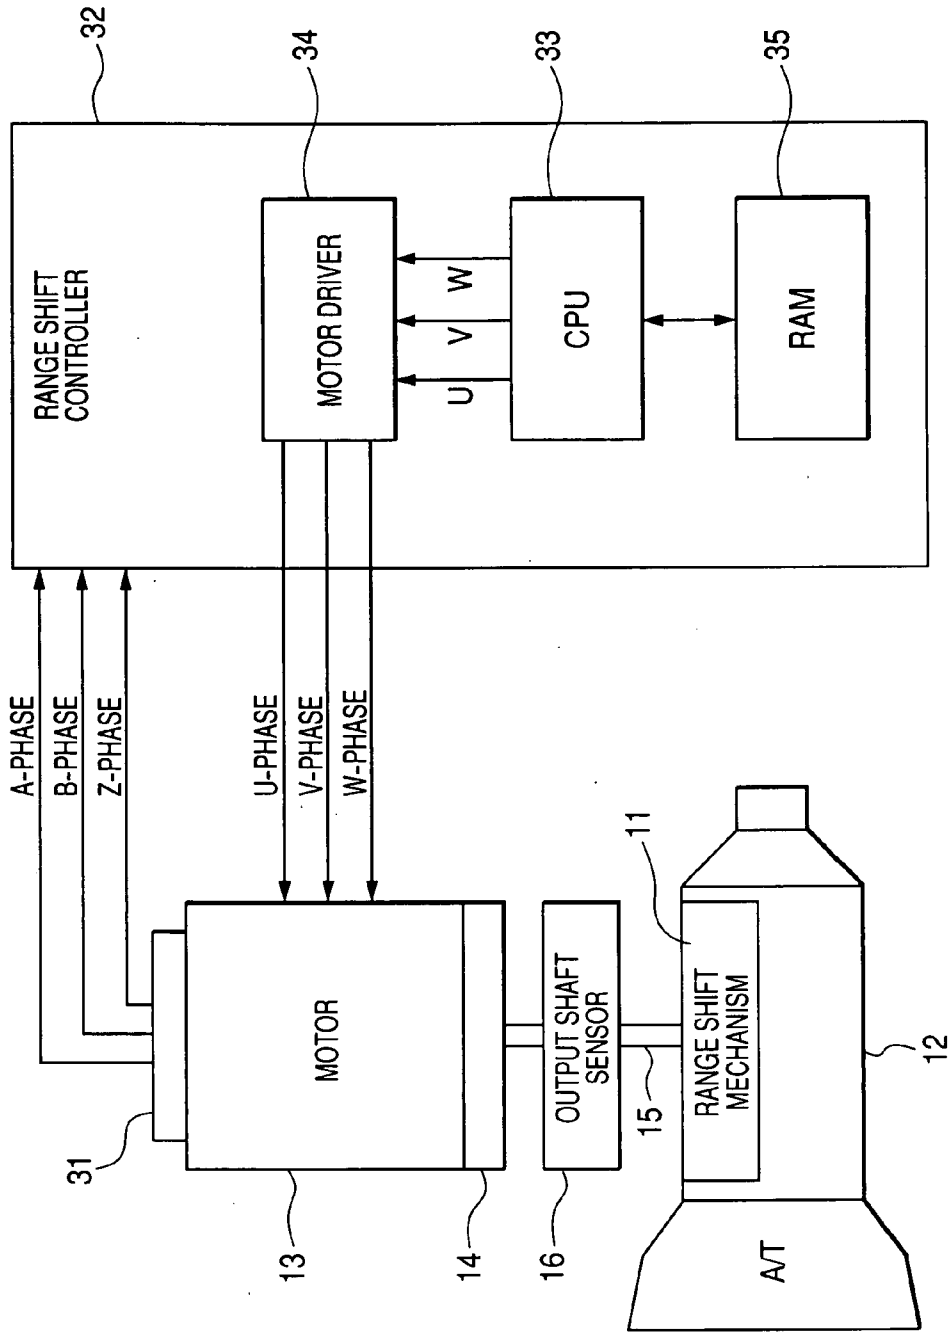 32
RANGE SHIFT
CONTROLLER
34
MOTOR DRIVER
U
V
W
33
CPU
35
RAM
A-PHASE
B-PHASE
Z-PHASE
U-PHASE
V-PHASE
W-PHASE
31
MOTOR
13
14
OUTPUT SHAFT
SENSOR
16
15
11
RANGE SHIFT
MECHANISM
12
A/T